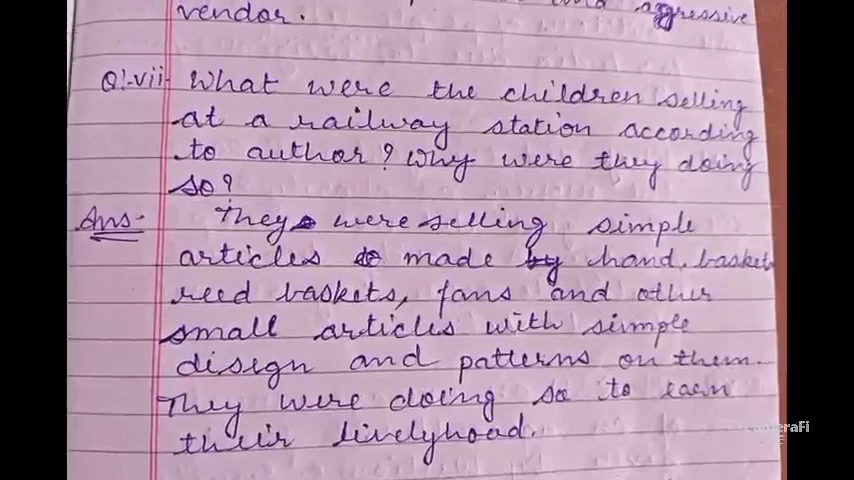 and aggressive
vendor.
Q:-vii- What were the children selling
at a railway station according
to author? Why were they doing
so?
Ans- They were selling simple
articles made by hand. basket
reed baskets, fans and other
small articles with simple
disign and patterns on them.
They were doing so to earn
their livelyhood.